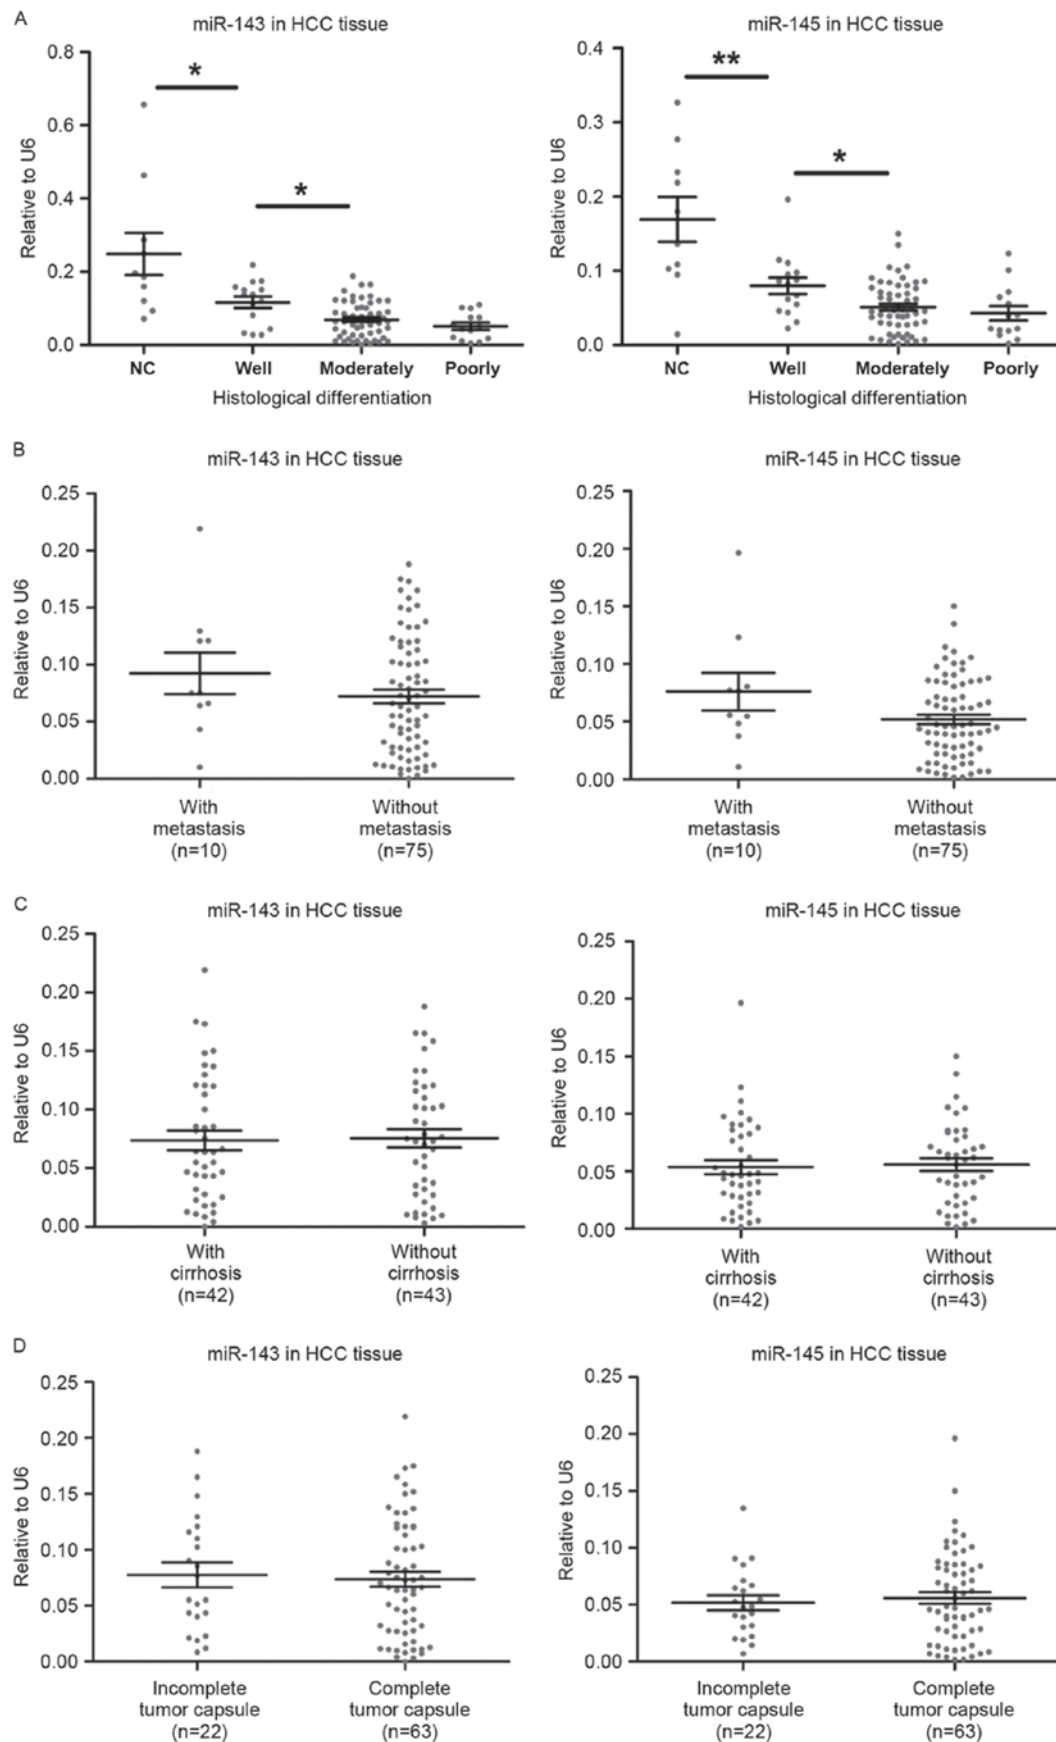 A
miR-143 in HCC tissue
Relative to U6
0.8
0.6
0.4
0.2
0.0
*
*
NC Well Moderately Poorly
Histological differentiation
miR-145 in HCC tissue
Relative to U6
0.4
0.3
0.2
0.1
0.0
**
*
NC Well Moderately Poorly
Histological differentiation
B
miR-143 in HCC tissue
Relative to U6
0.25
0.20
0.15
0.10
0.05
0.00
With
metastasis
(n=10)
Without
metastasis
(n=75)
miR-145 in HCC tissue
Relative to U6
0.25
0.20
0.15
0.10
0.05
0.00
With
metastasis
(n=10)
Without
metastasis
(n=75)
C
miR-143 in HCC tissue
Relative to U6
0.25
0.20
0.15
0.10
0.05
0.00
With
cirrhosis
(n=42)
Without
cirrhosis
(n=43)
miR-145 in HCC tissue
Relative to U6
0.25
0.20
0.15
0.10
0.05
0.00
With
cirrhosis
(n=42)
Without
cirrhosis
(n=43)
D
miR-143 in HCC tissue
Relative to U6
0.25
0.20
0.15
0.10
0.05
0.00
Incomplete
tumor capsule
(n=22)
Complete
tumor capsule
(n=63)
miR-145 in HCC tissue
Relative to U6
0.25
0.20
0.15
0.10
0.05
0.00
Incomplete
tumor capsule
(n=22)
Complete
tumor capsule
(n=63)